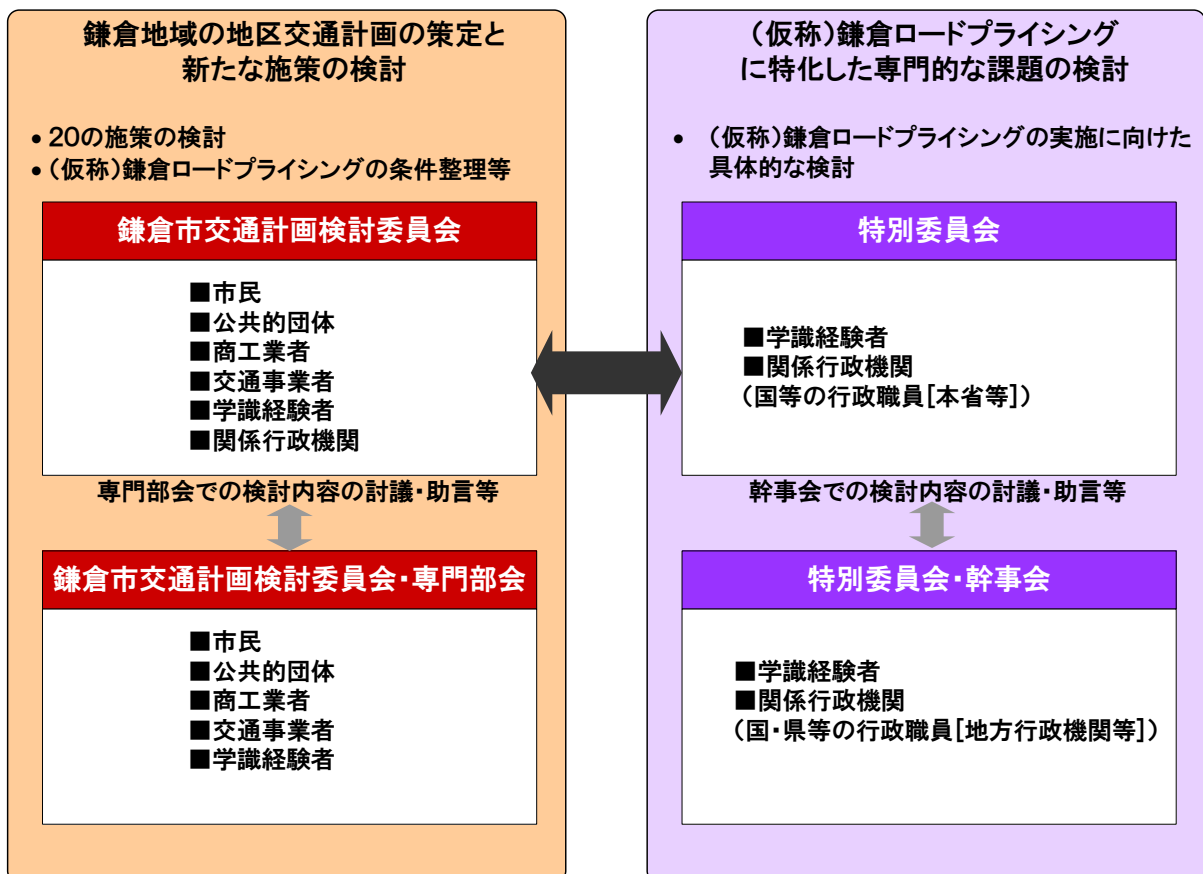 鎌倉地域の地区交通計画の策定と
新たな施策の検討
• 20の施策の検討
• (仮称)鎌倉ロードプライシングの条件整理等
鎌倉市交通計画検討委員会
■市民
■公共的団体
■商工業者
■交通事業者
■学識経験者
■関係行政機関
専門部会での検討内容の討議・助言等
鎌倉市交通計画検討委員会・専門部会
■市民
■公共的団体
■商工業者
■交通事業者
■学識経験者
(仮称)鎌倉ロードプライシング
に特化した専門的な課題の検討
• (仮称)鎌倉ロードプライシングの実施に向けた
具体的な検討
特別委員会
■学識経験者
■関係行政機関
(国等の行政職員[本省等])
幹事会での検討内容の討議・助言等
特別委員会・幹事会
■学識経験者
■関係行政機関
(国・県等の行政職員[地方行政機関等])